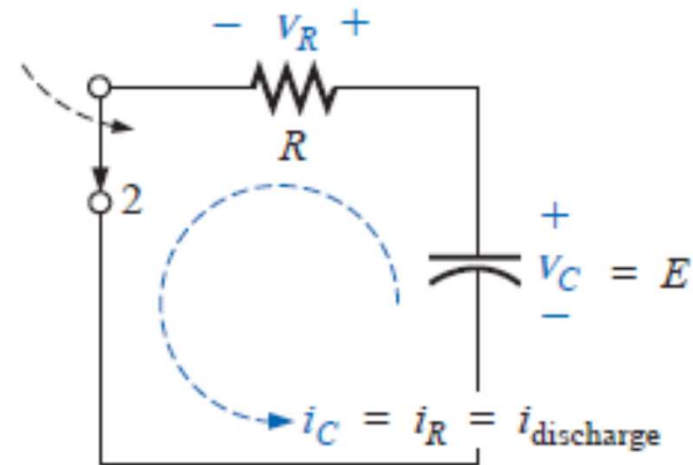 − v_R +
R
2
+
v_C = E
−
i_C = i_R = i_discharge